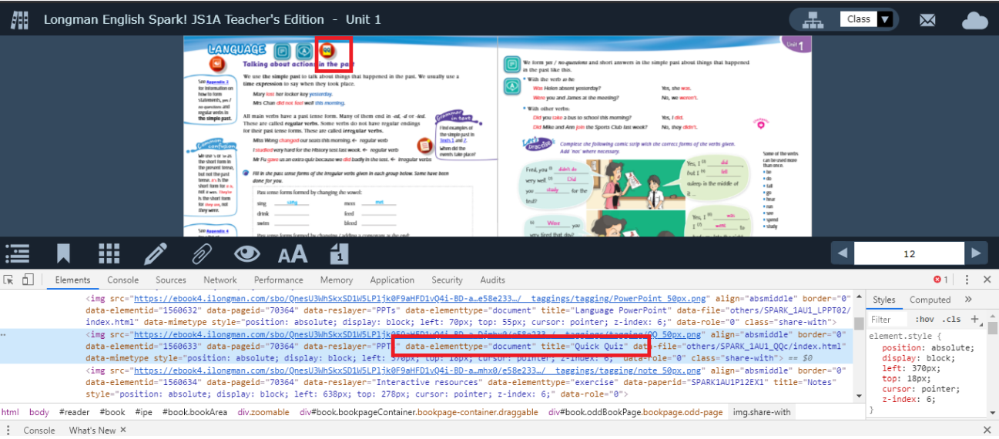 Longman English Spark! JS1A Teacher's Edition - Unit 1
Class
LANGUAGE
Talking about actions in the past
We use the simple past to talk about things that happened in the past. We usually use a
time expression to say when they took place.
Mary lost her locker key yesterday.
Mrs Chan did not feel well this morning.
See Appendix 3
for information on
how to form
statements, yes /
no questions and
regular verbs in
the simple past.
All main verbs have a past tense form. Many of them end in -ed, -d or -ied.
These are called regular verbs. Some verbs do not have regular endings
for their past tense forms. These are called irregular verbs.
Miss Wong changed our seats this morning. ← regular verb
I studied very hard for the History test last week. ← regular verb
Mr Fu gave us an extra quiz because we did badly in the test. ← irregular verbs
Grammar
in text
Find examples of
the simple past in
Texts 1 and 2.
When did the
events take place?
Common
confusion
We use 's or is as
the short form in
the present tense,
but not the past
tense.
short form for
not it was.
is the short form
for they are, not
they were.
Fill in the past tense forms of the irregular verbs given in each group below. Some have been
done for you.
Past tense forms formed by changing the vowel:
sing sang
meet met
drink
feed
swim
bleed
See Appendix 4
Past tense forms formed by changing / adding a consonant at the end:
Unit 1
We form yes / no questions and short answers in the simple past about things that happened
in the past like this.
* With the verb to be:
Was Helen absent yesterday?
Yes, she was.
Were you and James at the meeting?
No, we weren't.
* With other verbs:
Did you take a bus to school this morning?
Yes, I did.
Did Mike and Ann join the Sports Club last week?
No, they didn't.
Let's
practise
Complete the following comic strip with the correct forms of the verbs given.
Add 'not' where necessary.
Fred, you (1) didn't do
very well. (2) Did
you study for the
test?
Yes, I (3) did,
but I (4) fell
asleep in the middle of
it ...
Some of the verbs
can be used more
than once.
• be
• do
• fall
• go
• hear
• run
• see
• spend
• study
(5) Were you
very tired that day?
Yes, I (6) was.
I (7) went to
AA
1
12
Elements
Console
Sources
Network
Performance
Memory
Application
Security
Audits
1
<img src="https://ebook4.ilongman.com/sbo/QnesU3WhSkxSD1W5LPljk0F9aHFD1vQ4i-BD-a…e58e233…/__taggings/tagging/PowerPoint_50px.png" align="absmiddle" border="0"
data-elementid="1560632" data-pageid="70364" data-reslayer="PPTs" data-elementtype="document" title="Language PowerPoint" data-file="others/SPARK_1AU1_LPPT02/
index.html" data-mimetype style="position: absolute; display: block; left: 70px; top: 55px; cursor: pointer; z-index: 6;" data-role="0" class="share-with">
<img src="https://ebook4.ilongman.com/sbo/QnesU3WhSkxSD1W5LPljk0F9aHFD1vQ4i-BD-a…/e58e233…/__taggings/tagging/QQ_50px.png" align="absmiddle" border="0"
data-elementid="1560633" data-pageid="70364" data-reslayer="PPTs" data-elementtype="document" title="Quick Quiz" data-file="others/SPARK_1AU1_QQc/index.html"
data-mimetype style="position: absolute; display: block; left: 370px; top: 18px; cursor: pointer; z-index: 6;" data-role="0" class="share-with"> == $0
<img src="https://ebook4.ilongman.com/sbo/QnesU3WhSkxSD1W5LPljk0F9aHFD1vQ4i-BD-a…mhx0/e58e233…/__taggings/tagging/note_50px.png" align="absmiddle" border="0"
data-elementid="1560634" data-pageid="70364" data-reslayer="Interactive resources" data-elementtype="exercise" data-paperid="SPARK1AU1P12EX1" title="Notes"
style="position: absolute; display: block; left: 638px; top: 278px; cursor: pointer; z-index: 6;" data-role="0">
Styles
Computed
»
Filter
:hov .cls +
element.style {
position: absolute;
display: block;
left: 370px;
top: 18px;
cursor: pointer;
z-index: 6;
}
html body #reader #book #ipe #book.bookArea div.zoomable div#book.bookpageContainer.bookpage-container.draggable div#book.oddBookPage.bookpage.odd-page img.share-with
Console
What's New ×